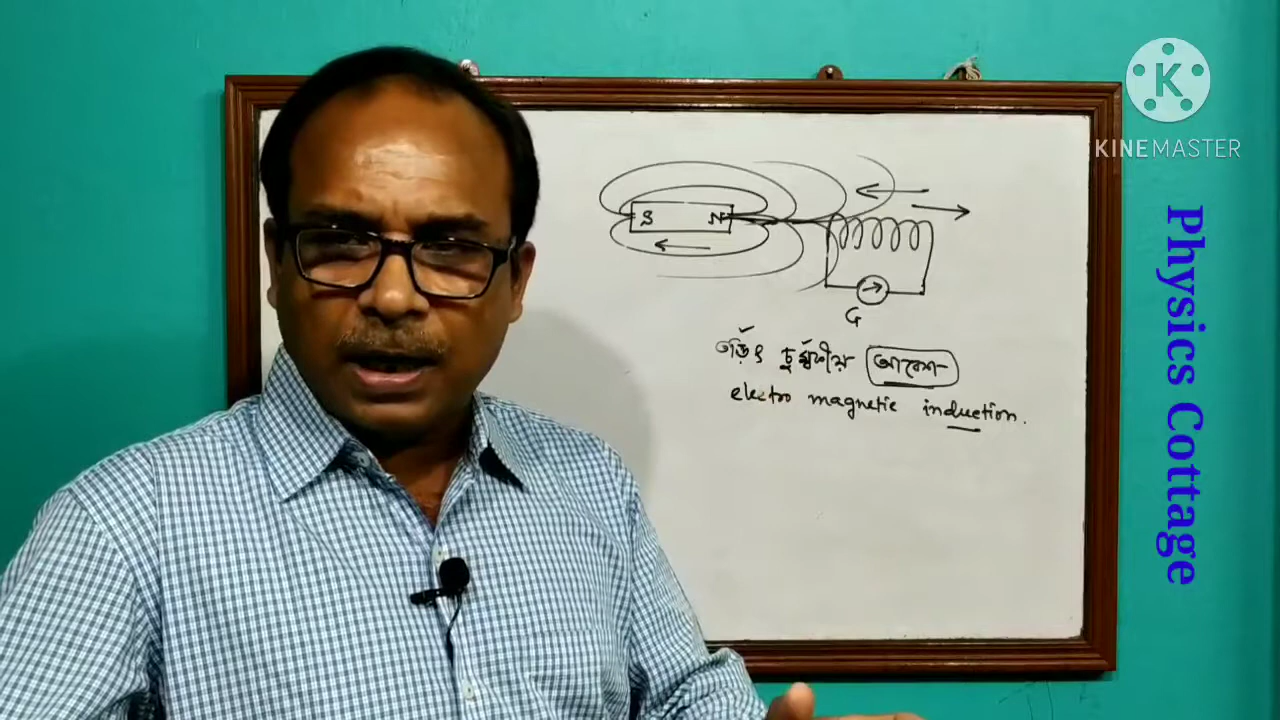 S N
G
তড়িৎ চুম্বকীয় আবেশ
electro magnetic induction.
K
KINEMASTER
Physics Cottage